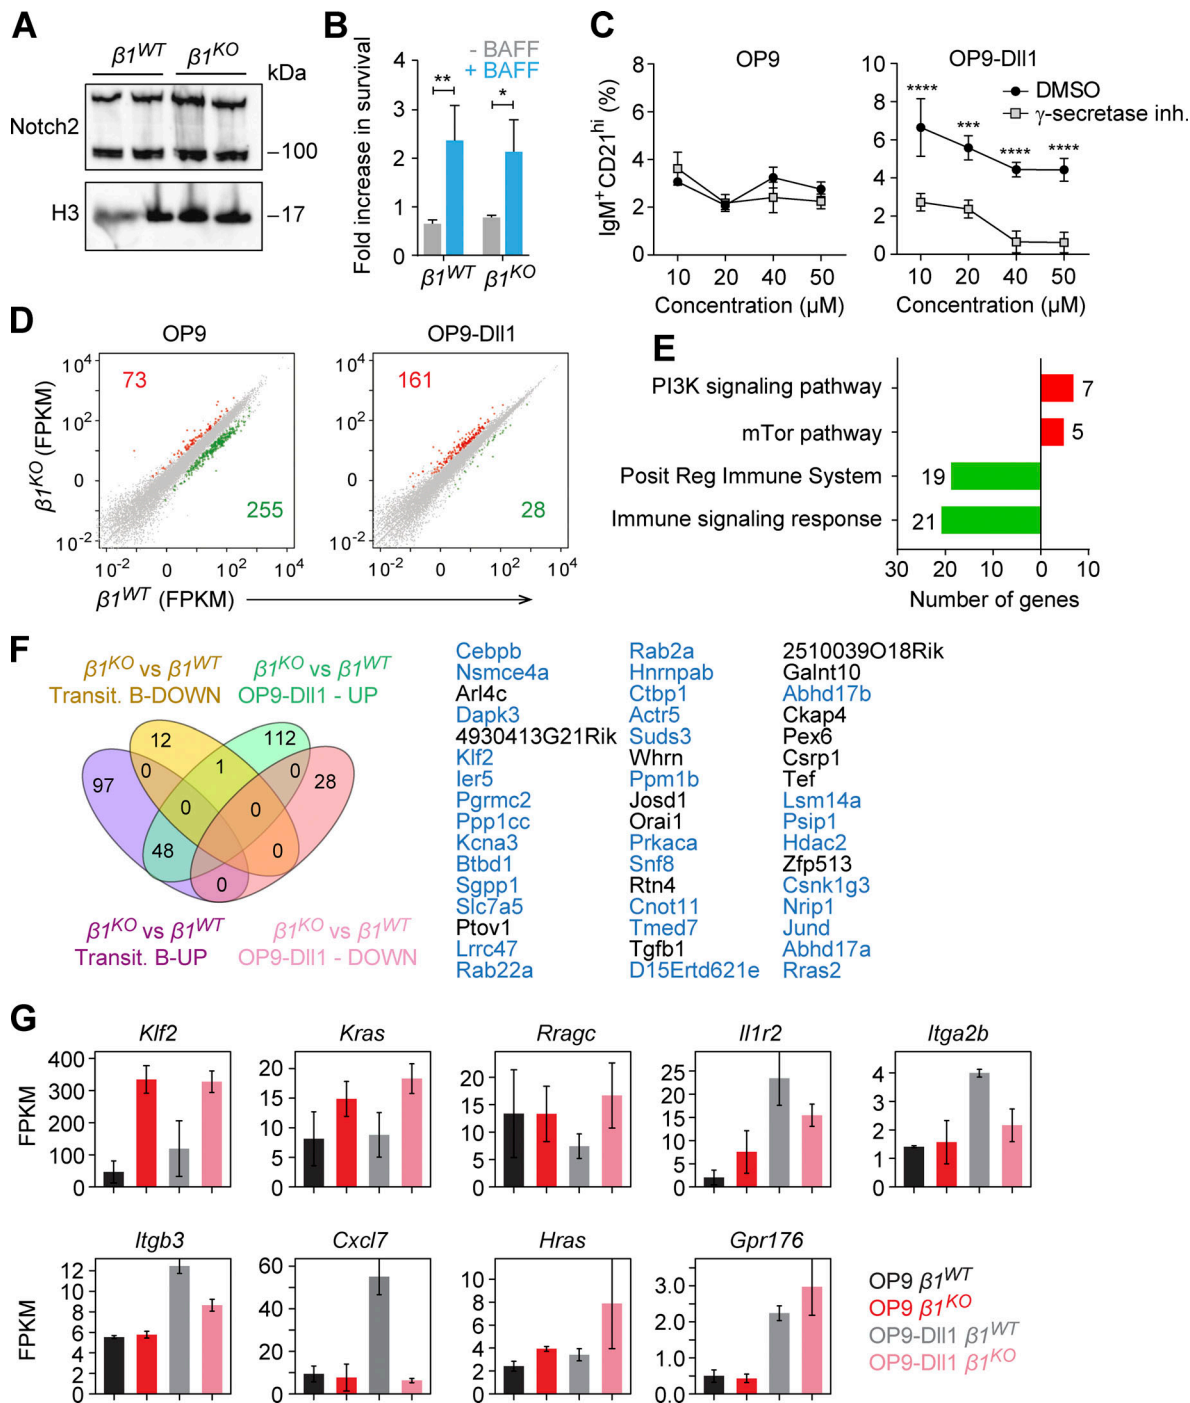 A
β1WT β1KO
kDa
Notch2
–100
H3
–17
B
- BAFF
+ BAFF
Fold increase in survival
4
3
2
1
0
** *
β1WT β1KO
C
OP9
OP9-Dll1
DMSO
γ-secretase inh.
IgM+ CD21hi (%)
8
6
4
2
0
10 20 40 50
Concentration (μM)
10
8
6
4
2
0
**** *** **** ****
10 20 40 50
Concentration (μM)
D
OP9
OP9-Dll1
β1KO (FPKM)
10⁴
10²
0
10⁻²
73
255
10⁻² 0 10² 10⁴
10⁴
10²
0
10⁻²
161
28
10⁻² 0 10² 10⁴
β1WT (FPKM)
E
PI3K signaling pathway
7
mTor pathway
5
Posit Reg Immune System
19
Immune signaling response
21
30 20 10 0 10
Number of genes
F
β1KO vs β1WT
Transit. B-DOWN
β1KO vs β1WT
OP9-Dll1 - UP
12 112
97 0 1 0 28
0 0
48 0
0
β1KO vs β1WT
Transit. B-UP
β1KO vs β1WT
OP9-Dll1 - DOWN
Cebpb
Nsmce4a
Arl4c
Dapk3
4930413G21Rik
Klf2
Ier5
Pgrmc2
Ppp1cc
Kcna3
Btbd1
Sgpp1
Slc7a5
Ptov1
Lrrc47
Rab22a
Rab2a
Hnrnpab
Ctbp1
Actr5
Suds3
Whrn
Ppm1b
Josd1
Orai1
Prkaca
Snf8
Rtn4
Cnot11
Tmed7
Tgfb1
D15Ertd621e
2510039O18Rik
Galnt10
Abhd17b
Ckap4
Pex6
Csrp1
Tef
Lsm14a
Psip1
Hdac2
Zfp513
Csnk1g3
Nrip1
Jund
Abhd17a
Rras2
G
FPKM
Klf2
400
300
200
100
0
Kras
20
15
10
5
0
Rragc
20
15
10
5
0
Il1r2
25
20
15
10
5
0
Itga2b
4
3
2
1
0
FPKM
Itgb3
12
10
8
6
4
2
0
Cxcl7
60
40
20
0
Hras
10
8
6
4
2
0
Gpr176
3.0
2.0
1.0
0.0
OP9 β1WT
OP9 β1KO
OP9-Dll1 β1WT
OP9-Dll1 β1KO